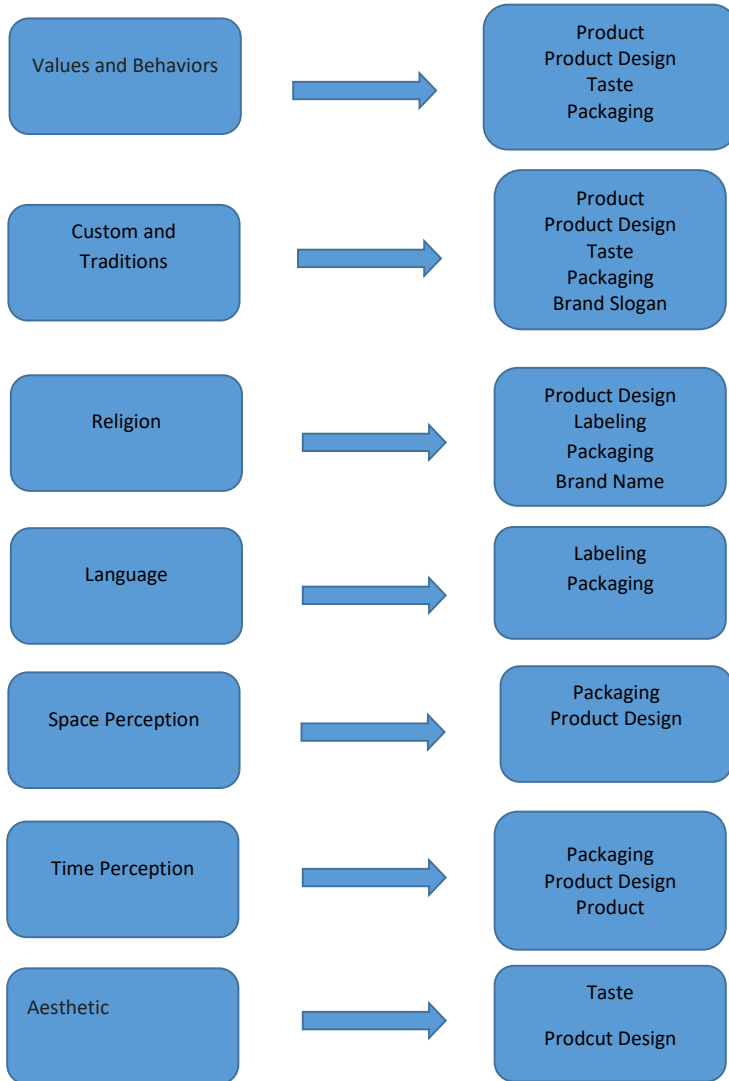 Values and Behaviors
Product
Product Design
Taste
Packaging
Custom and
Traditions
Product
Product Design
Taste
Packaging
Brand Slogan
Religion
Product Design
Labeling
Packaging
Brand Name
Language
Labeling
Packaging
Space Perception
Packaging
Product Design
Time Perception
Packaging
Product Design
Product
Aesthetic
Taste
Prodcut Design